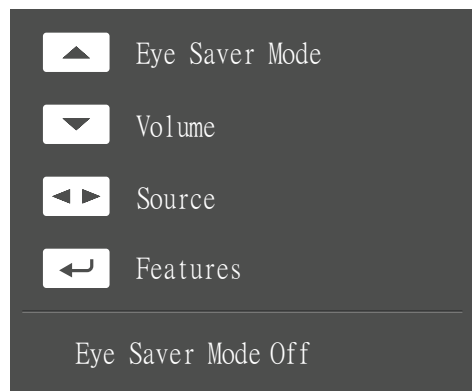 Eye Saver Mode
Volume
Source
Features
Eye Saver Mode Off